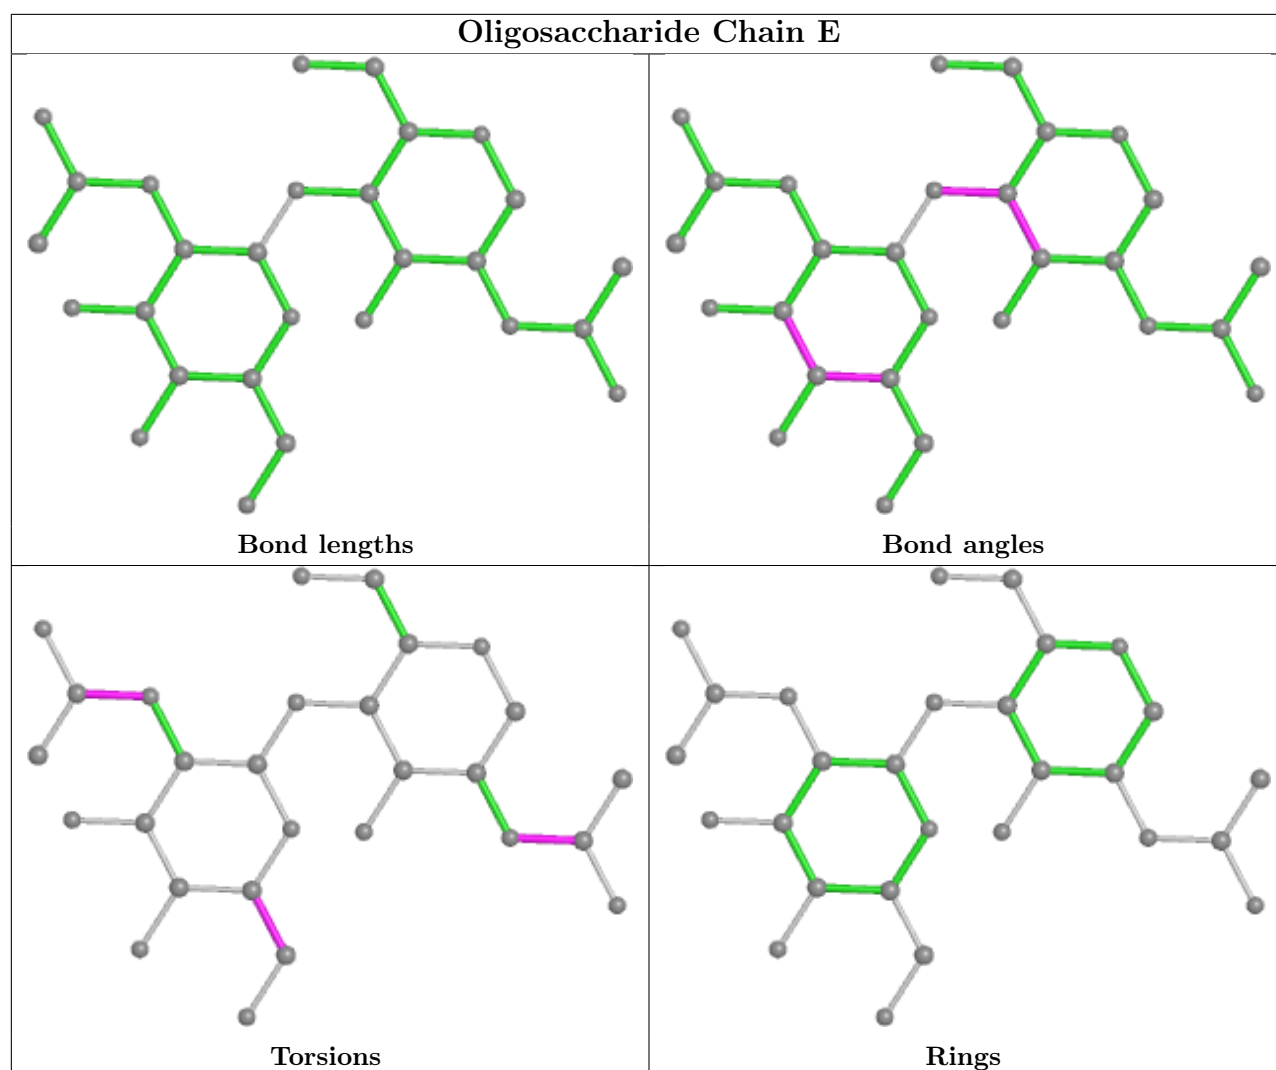 Oligosaccharide Chain E
Bond lengths
Bond angles
Torsions
Rings